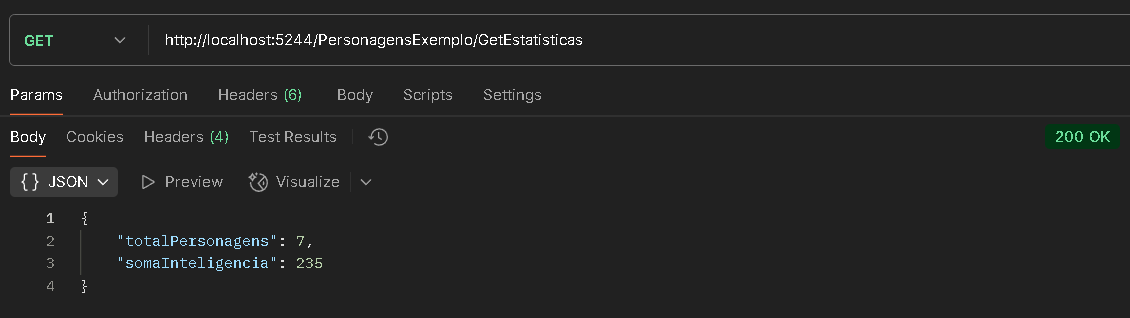 GET http://localhost:5244/PersonagensExemplo/GetEstatisticas
Params Authorization Headers (6) Body Scripts Settings
Body Cookies Headers (4) Test Results 200 OK
{} JSON Preview Visualize
1 {
2 "totalPersonagens": 7,
3 "somaInteligencia": 235
4 }